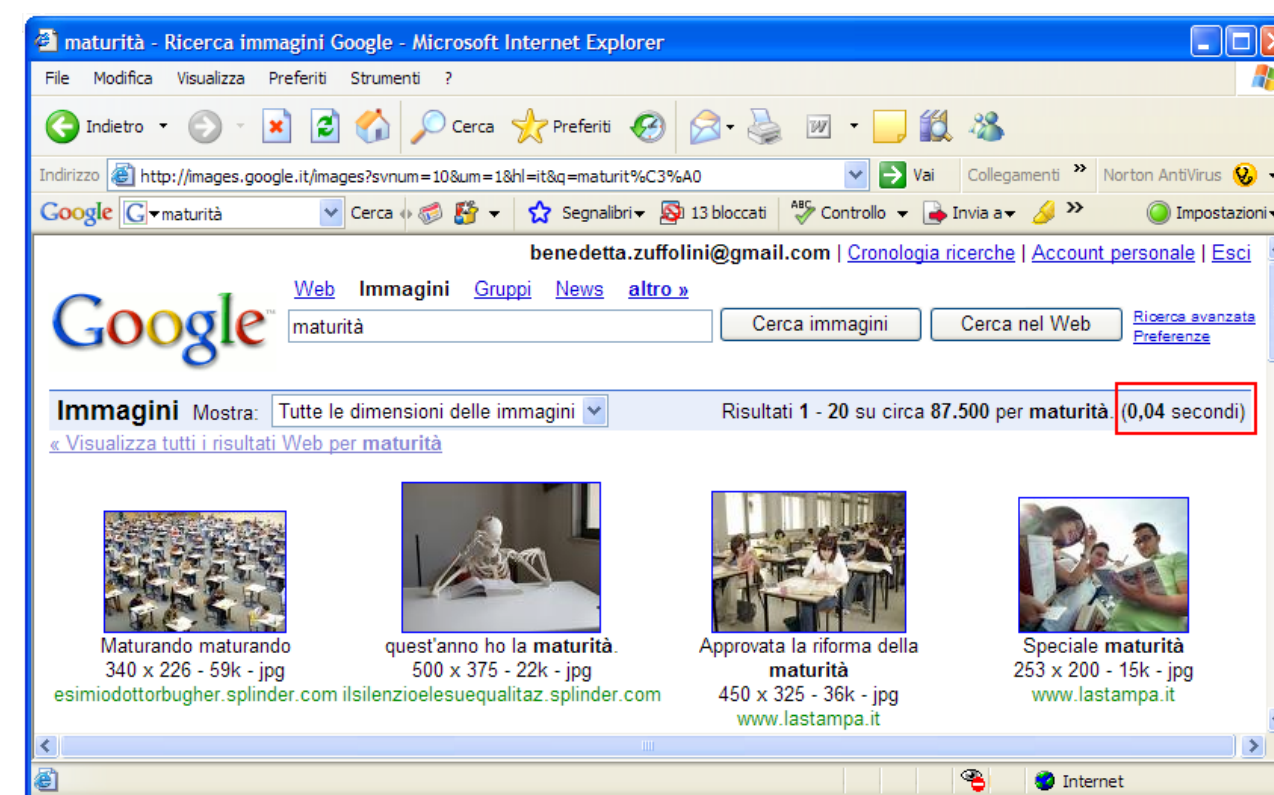 maturità - Ricerca immagini Google - Microsoft Internet Explorer
File Modifica Visualizza Preferiti Strumenti ?
Indietro Cerca Preferiti
Indirizzo http://images.google.it/images?svnum=10&um=1&hl=it&q=maturit%C3%A0 Vai Collegamenti » Norton AntiVirus
Google G maturità Cerca Segnalibri 13 bloccati ABC Controllo Invia a » Impostazioni
benedetta.zuffolini@gmail.com | Cronologia ricerche | Account personale | Esci
Web Immagini Gruppi News altro »
Google™ maturità Cerca immagini Cerca nel Web Ricerca avanzata
Preferenze
Immagini Mostra: Tutte le dimensioni delle immagini Risultati 1 - 20 su circa 87.500 per maturità. (0,04 secondi)
« Visualizza tutti i risultati Web per maturità
Maturando maturando
340 x 226 - 59k - jpg
esimiodottorbugher.splinder.com
quest'anno ho la maturità.
500 x 375 - 22k - jpg
ilsilenzioelesuequalitaz.splinder.com
Approvata la riforma della
maturità
450 x 325 - 36k - jpg
www.lastampa.it
Speciale maturità
253 x 200 - 15k - jpg
www.lastampa.it
Internet